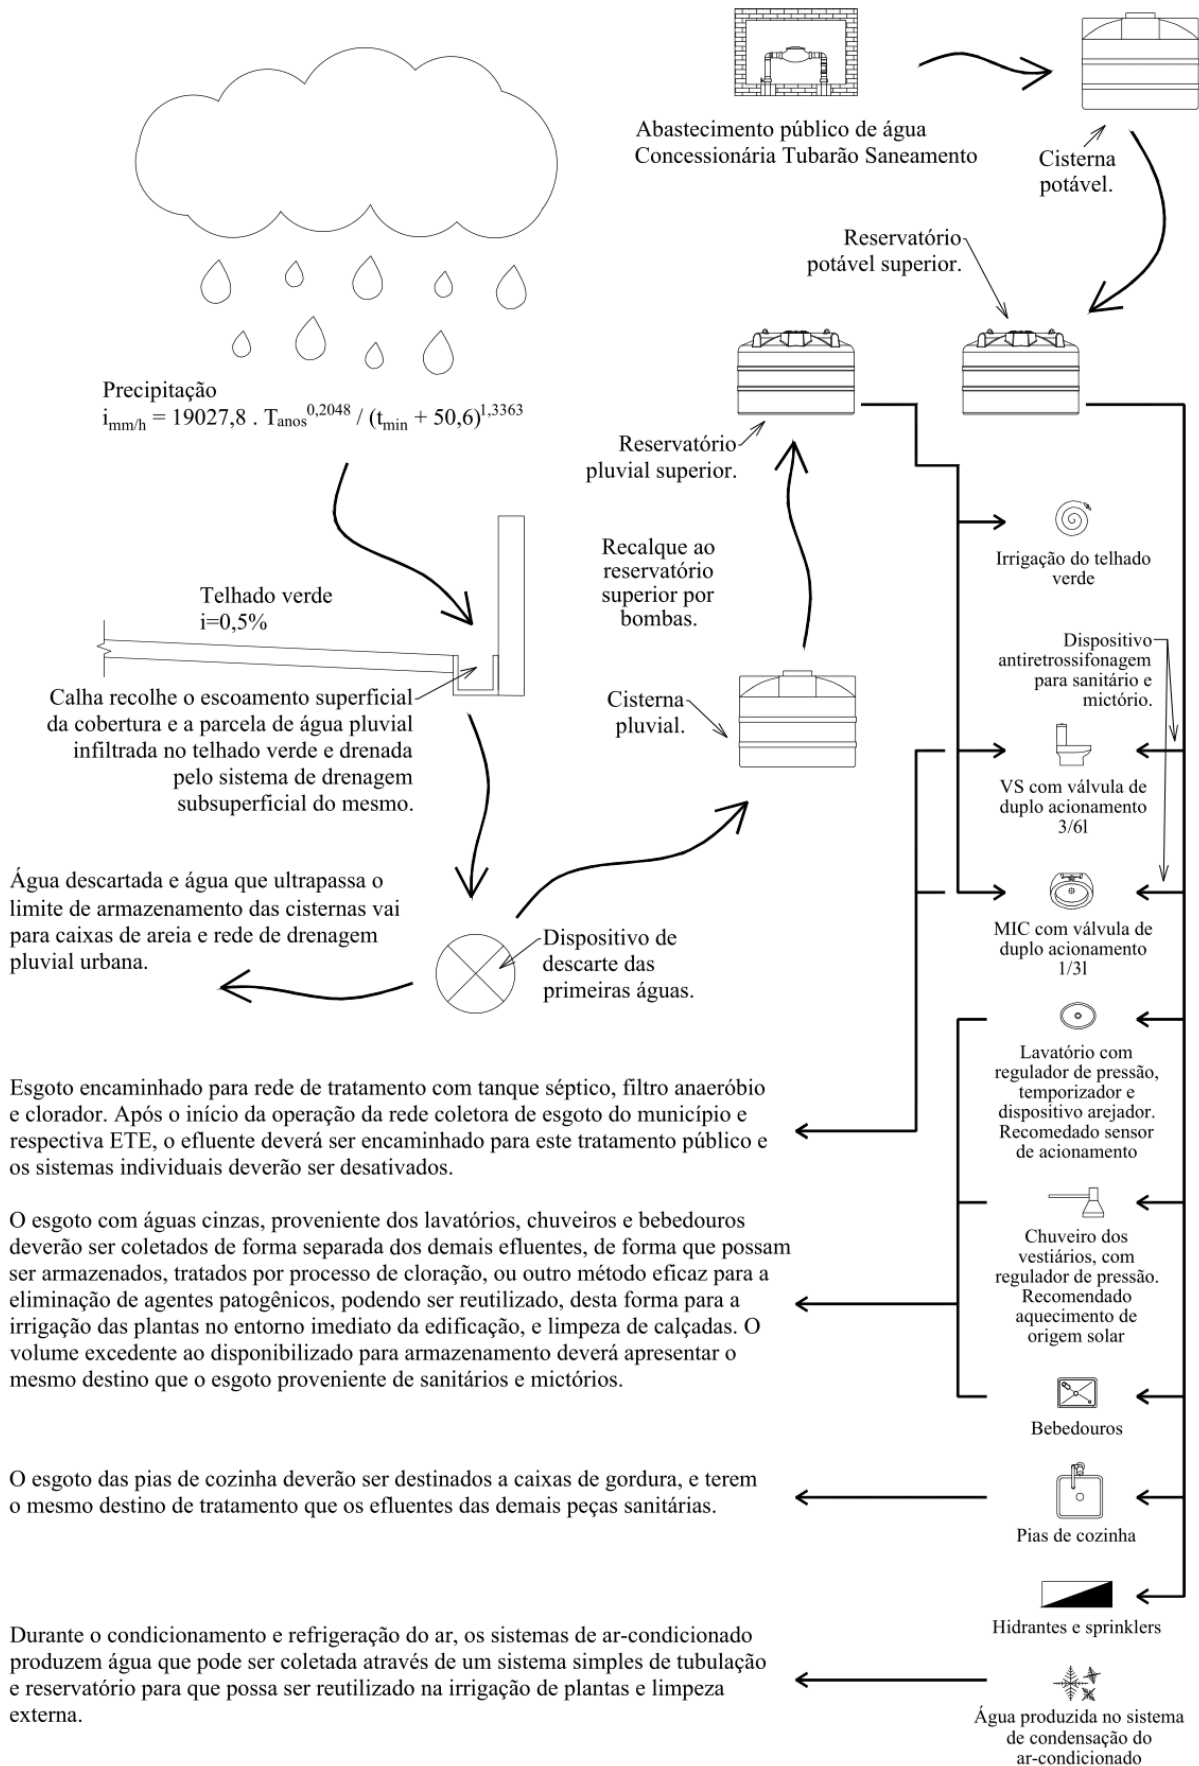 Abastecimento público de água
Concessionária Tubarão Saneamento
Cisterna
potável.
Reservatório
potável superior.
Precipitação
i_mm/h = 19027,8 . T_anos^0,2048 / (t_min + 50,6)^1,3363
Reservatório
pluvial superior.
Recalque ao
reservatório
superior por
bombas.
Irrigação do telhado
verde
Telhado verde
i=0,5%
Calha recolhe o escoamento superficial
da cobertura e a parcela de água pluvial
infiltrada no telhado verde e drenada
pelo sistema de drenagem
subsuperficial do mesmo.
Cisterna
pluvial.
Dispositivo
antiretrossifonagem
para sanitário e
mictório.
VS com válvula de
duplo acionamento
3/6l
Água descartada e água que ultrapassa o
limite de armazenamento das cisternas vai
para caixas de areia e rede de drenagem
pluvial urbana.
Dispositivo de
descarte das
primeiras águas.
MIC com válvula de
duplo acionamento
1/3l
Lavatório com
regulador de pressão,
temporizador e
dispositivo arejador.
Recomedado sensor
de acionamento
Esgoto encaminhado para rede de tratamento com tanque séptico, filtro anaeróbio
e clorador. Após o início da operação da rede coletora de esgoto do município e
respectiva ETE, o efluente deverá ser encaminhado para este tratamento público e
os sistemas individuais deverão ser desativados.
Chuveiro dos
vestiários, com
regulador de pressão.
Recomendado
aquecimento de
origem solar
O esgoto com águas cinzas, proveniente dos lavatórios, chuveiros e bebedouros
deverão ser coletados de forma separada dos demais efluentes, de forma que possam
ser armazenados, tratados por processo de cloração, ou outro método eficaz para a
eliminação de agentes patogênicos, podendo ser reutilizado, desta forma para a
irrigação das plantas no entorno imediato da edificação, e limpeza de calçadas. O
volume excedente ao disponibilizado para armazenamento deverá apresentar o
mesmo destino que o esgoto proveniente de sanitários e mictórios.
Bebedouros
O esgoto das pias de cozinha deverão ser destinados a caixas de gordura, e terem
o mesmo destino de tratamento que os efluentes das demais peças sanitárias.
Pias de cozinha
Hidrantes e sprinklers
Durante o condicionamento e refrigeração do ar, os sistemas de ar-condicionado
produzem água que pode ser coletada através de um sistema simples de tubulação
e reservatório para que possa ser reutilizado na irrigação de plantas e limpeza
externa.
Água produzida no sistema
de condensação do
ar-condicionado